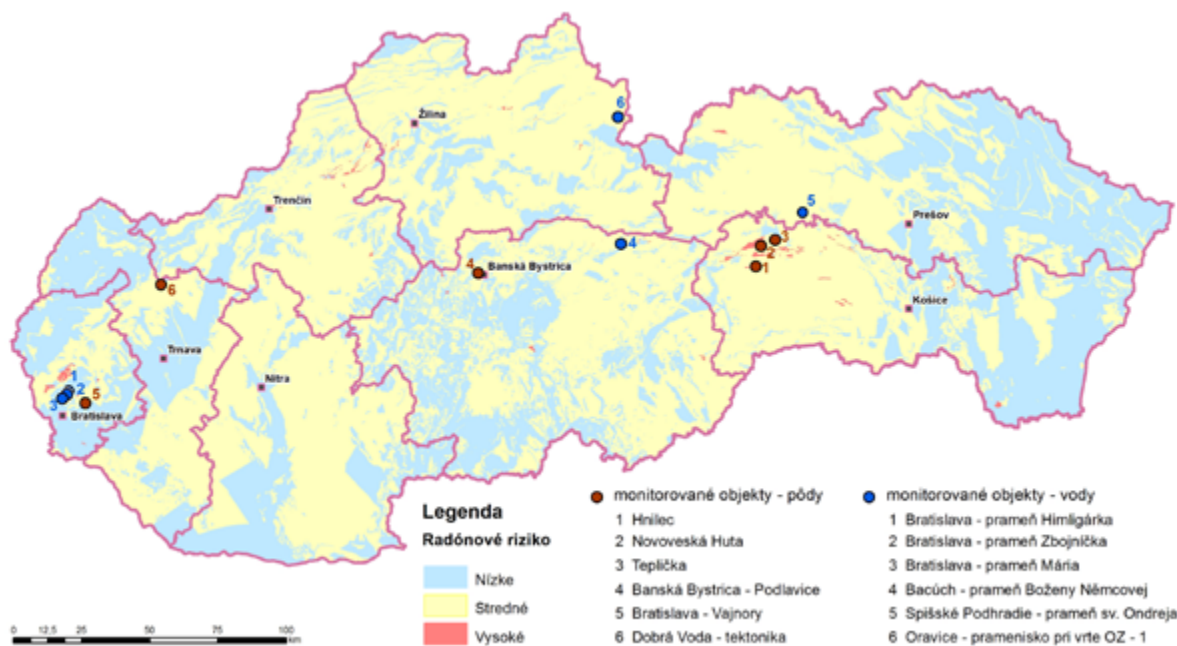 6
Žilina
Trenčín
5
Prešov
3
2
1
4
4
Banská Bystrica
6
Košice
Trnava
Nitra
1
2
3
5
Bratislava
Legenda
Radónové riziko
Nízke
Stredné
Vysoké
monitorované objekty - pôdy
1 Hnilec
2 Novoveská Huta
3 Teplička
4 Banská Bystrica - Podlavice
5 Bratislava - Vajnory
6 Dobrá Voda - tektonika
monitorované objekty - vody
1 Bratislava - prameň Himligárka
2 Bratislava - prameň Zbojníčka
3 Bratislava - prameň Mária
4 Bacúch - prameň Boženy Němcovej
5 Spišské Podhradie - prameň sv. Ondreja
6 Oravice - pramenisko pri vrte OZ - 1
0 12,5 25 50 75 100
km